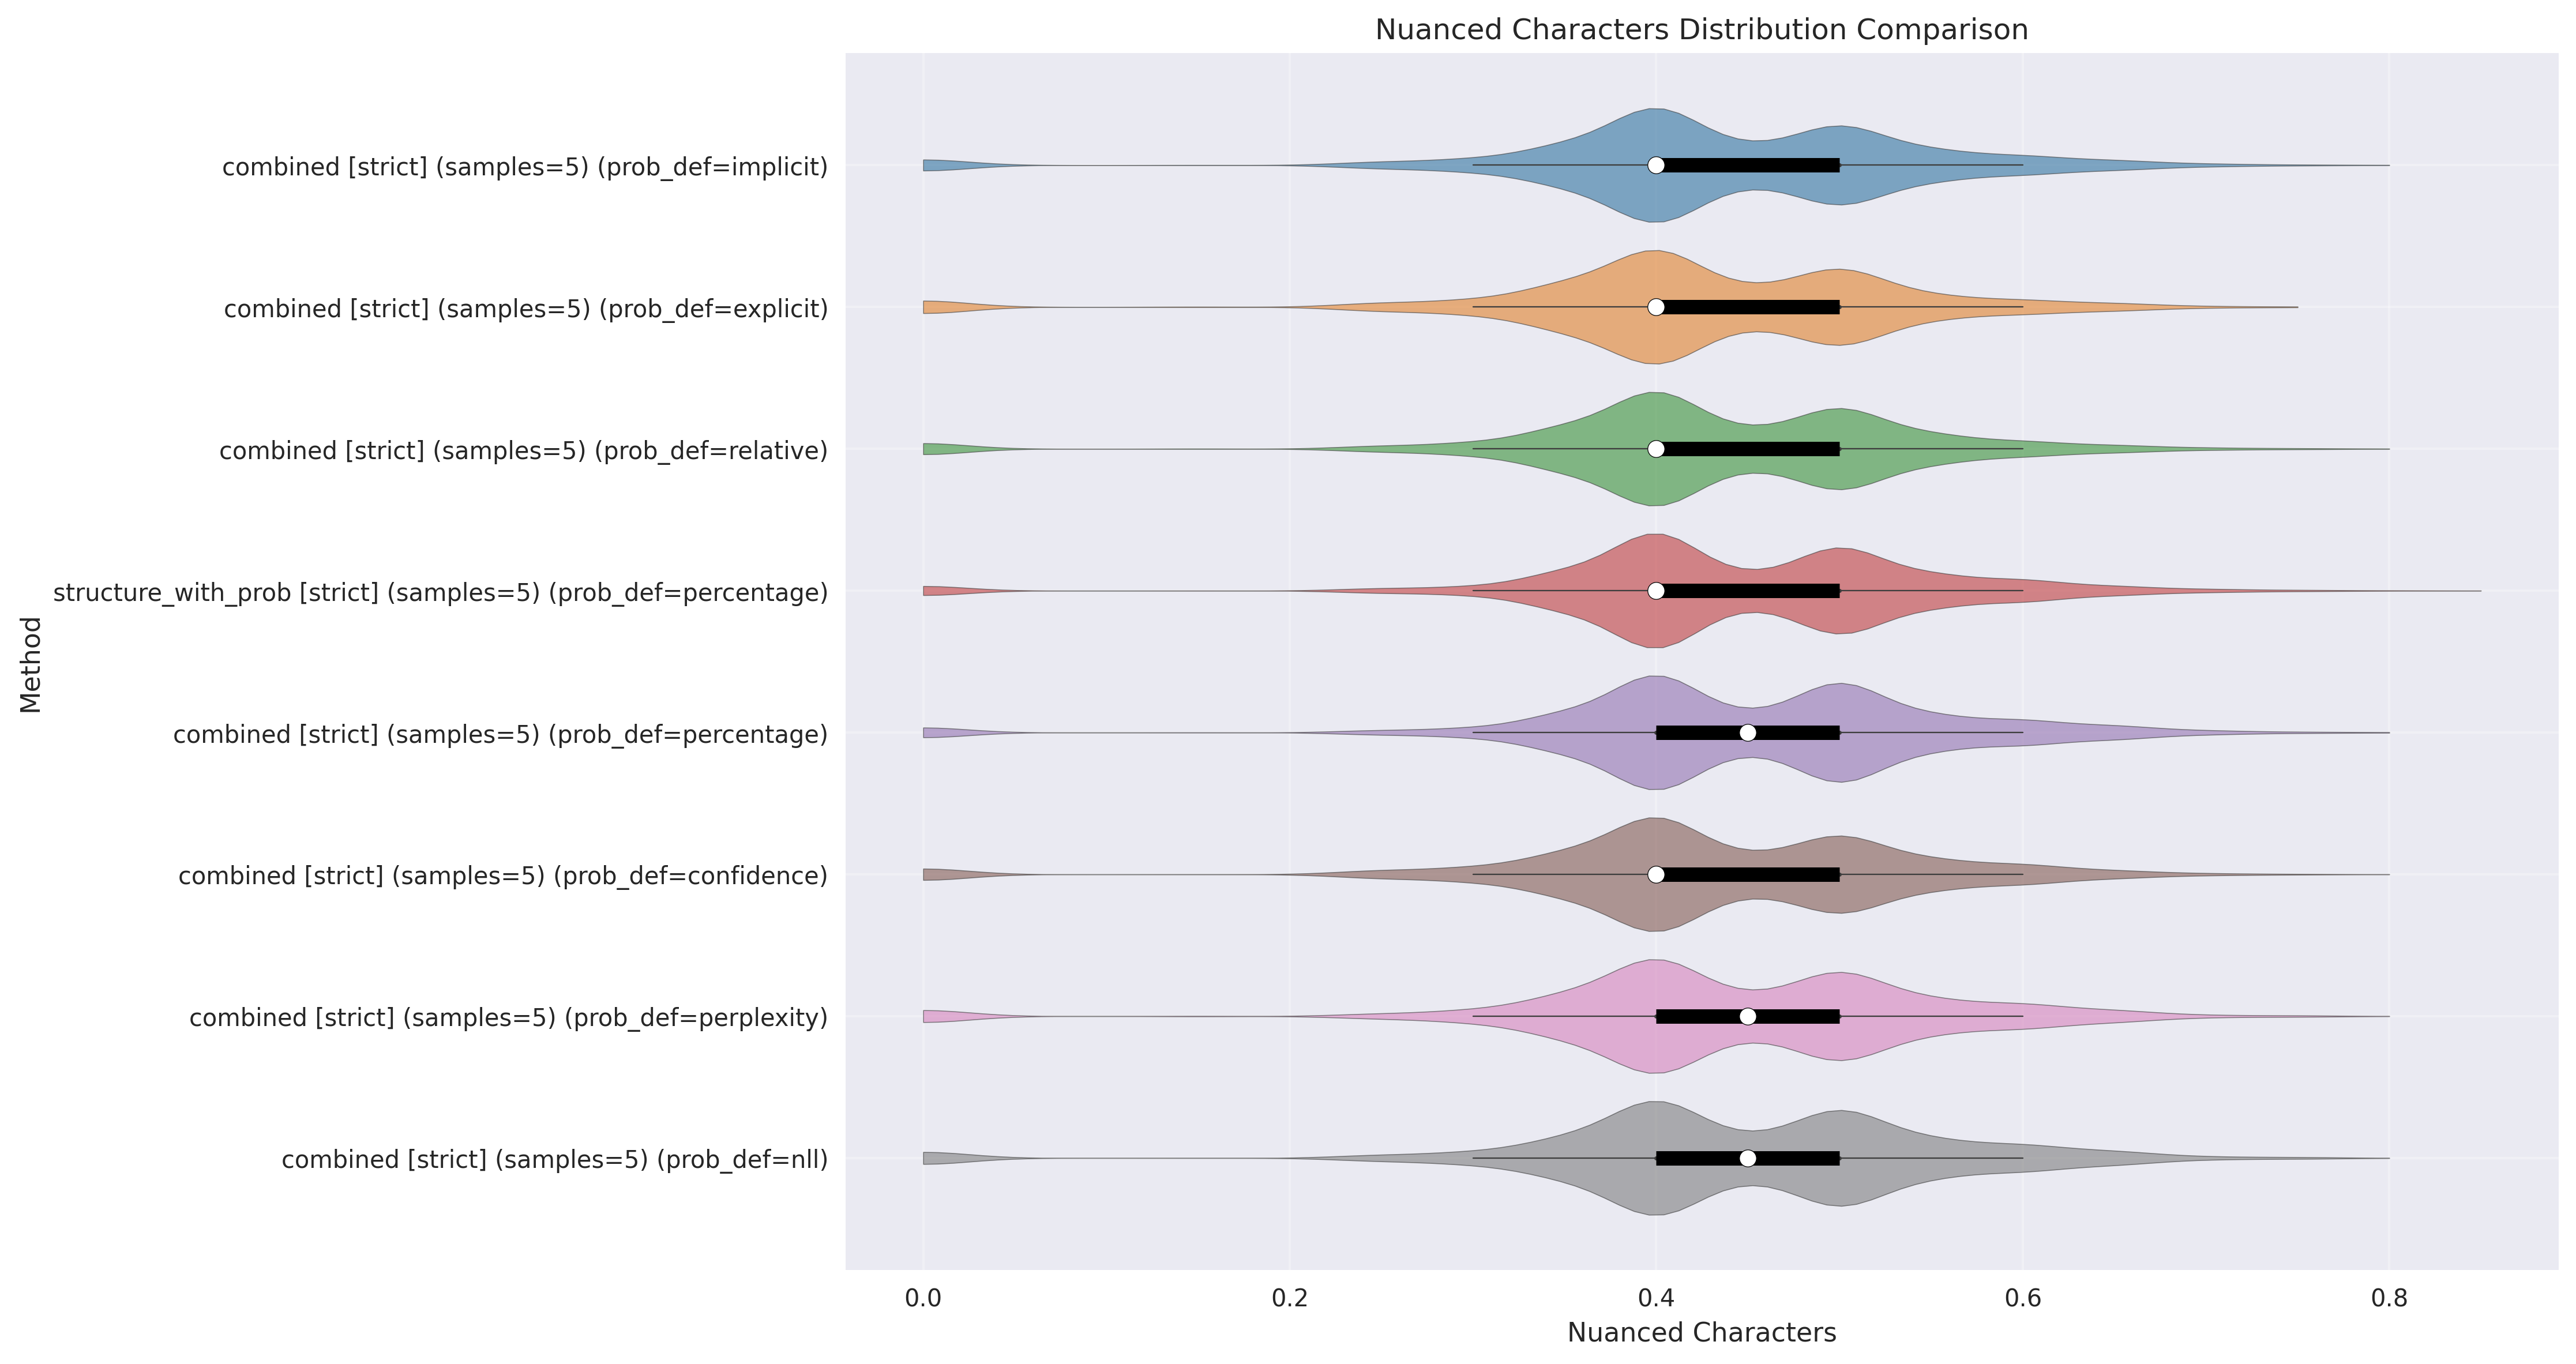 Nuanced Characters Distribution Comparison
Method
combined [strict] (samples=5) (prob_def=implicit)
combined [strict] (samples=5) (prob_def=explicit)
combined [strict] (samples=5) (prob_def=relative)
structure_with_prob [strict] (samples=5) (prob_def=percentage)
combined [strict] (samples=5) (prob_def=percentage)
combined [strict] (samples=5) (prob_def=confidence)
combined [strict] (samples=5) (prob_def=perplexity)
combined [strict] (samples=5) (prob_def=nll)
0.0 0.2 0.4 0.6 0.8
Nuanced Characters